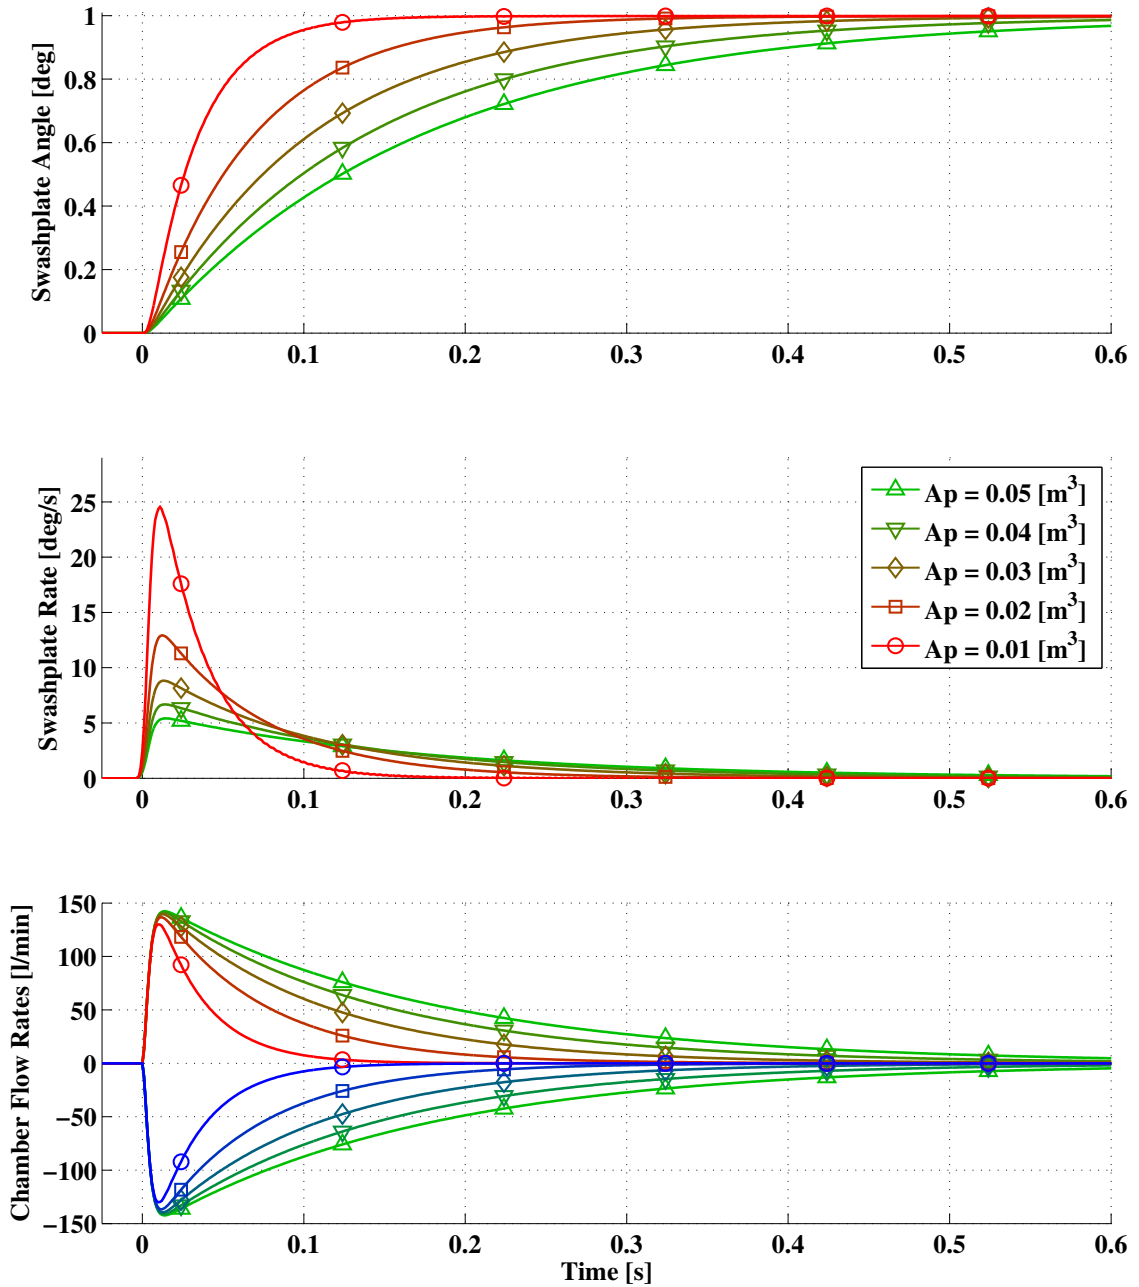 1
0.8
0.6
0.4
0.2
0
Swashplate Angle [deg]
0 0.1 0.2 0.3 0.4 0.5 0.6
25
20
15
10
5
0
Swashplate Rate [deg/s]
Ap = 0.05 [m³]
Ap = 0.04 [m³]
Ap = 0.03 [m³]
Ap = 0.02 [m³]
Ap = 0.01 [m³]
0 0.1 0.2 0.3 0.4 0.5 0.6
150
100
50
0
−50
−100
−150
Chamber Flow Rates [l/min]
0 0.1 0.2 0.3 0.4 0.5 0.6
Time [s]